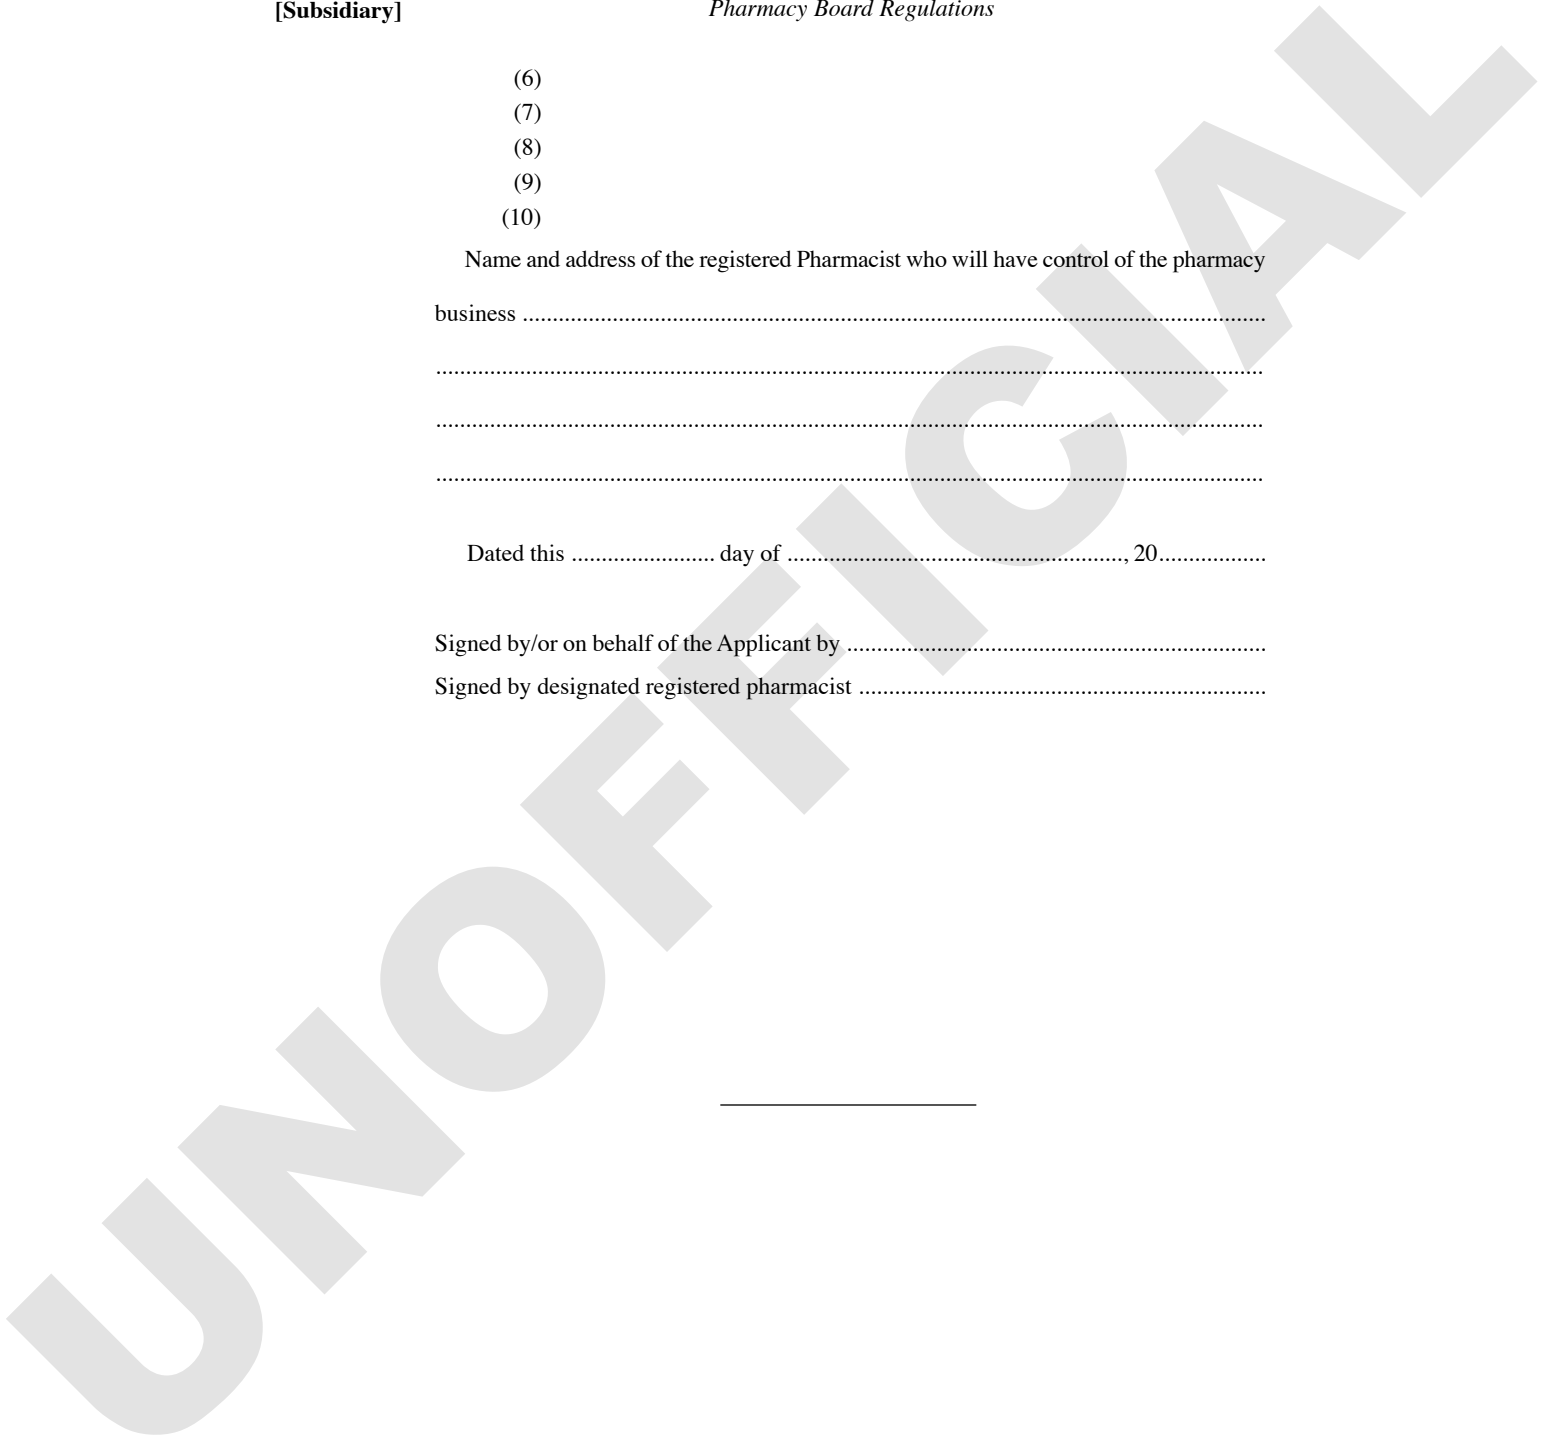 [Subsidiary] Pharmacy Board Regulations
(6)
(7)
(8)
(9)
(10)
Name and address of the registered Pharmacist who will have control of the pharmacy
business ..............................................................................................................................
............................................................................................................................................
............................................................................................................................................
............................................................................................................................................
Dated this ........................ day of ........................................................., 20..................
Signed by/or on behalf of the Applicant by ......................................................................
Signed by designated registered pharmacist ....................................................................
UNOFFICIAL